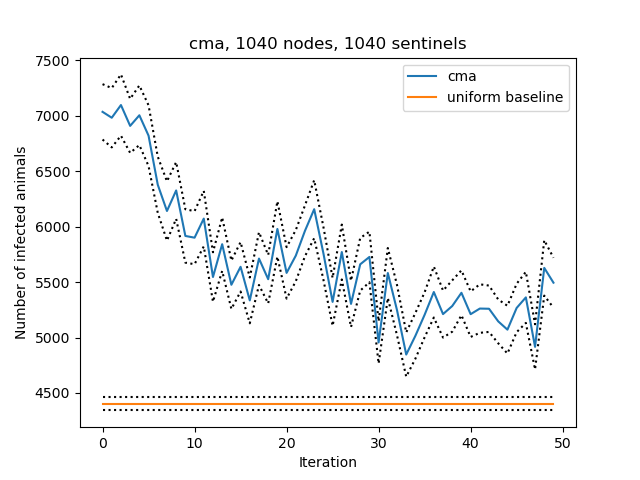 cma, 1040 nodes, 1040 sentinels
7500
7000
6500
6000
5500
5000
4500
Number of infected animals
cma
uniform baseline
0 10 20 30 40 50
Iteration